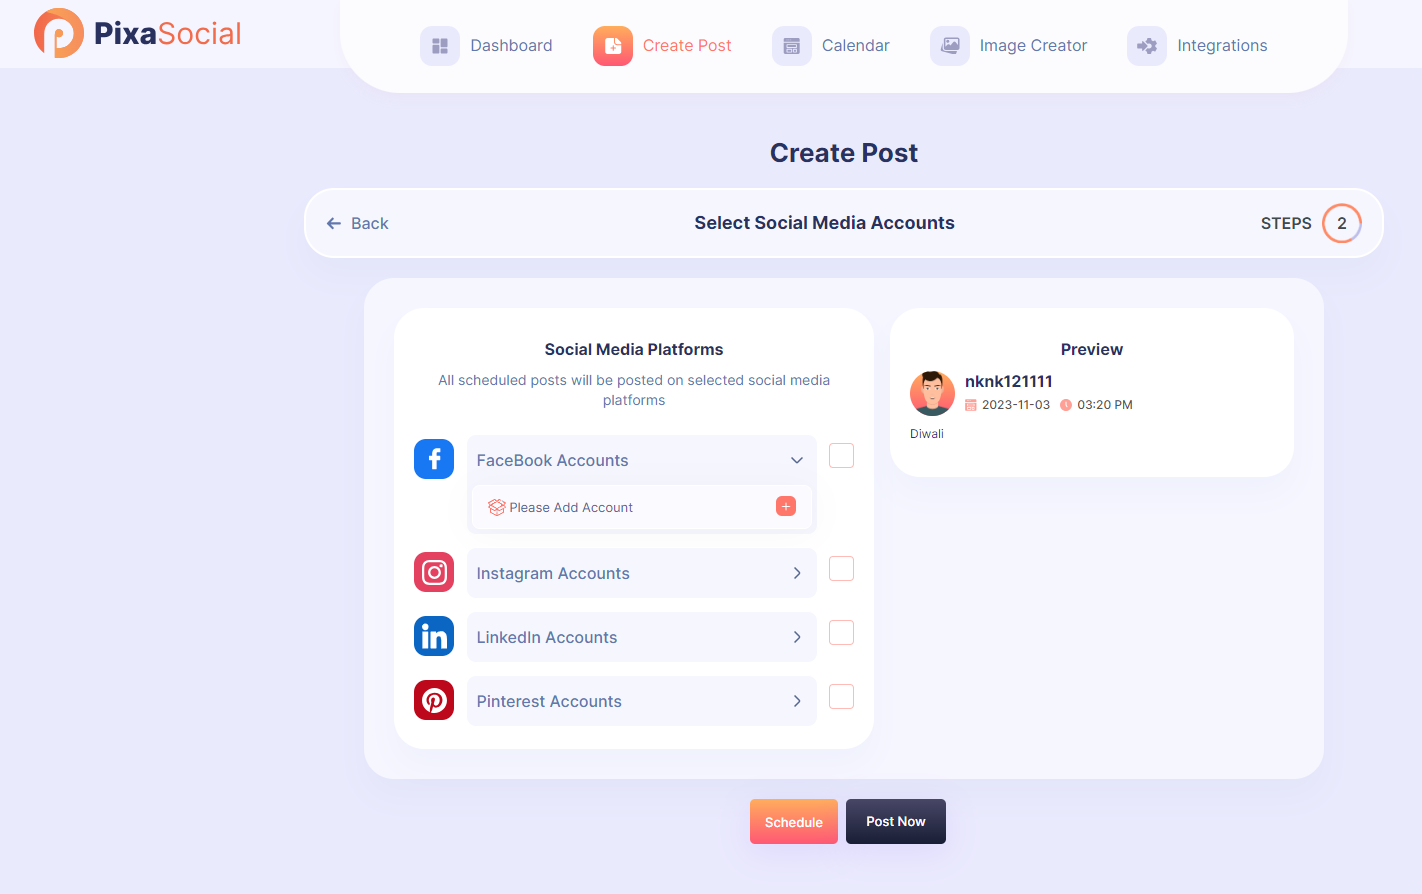 PixaSocial
Dashboard
Create Post
Calendar
Image Creator
Integrations
Create Post
Back
Select Social Media Accounts
STEPS 2
Social Media Platforms
All scheduled posts will be posted on selected social media
platforms
FaceBook Accounts
Please Add Account
Instagram Accounts
LinkedIn Accounts
Pinterest Accounts
Preview
nknk121111
2023-11-03 03:20 PM
Diwali
Schedule
Post Now